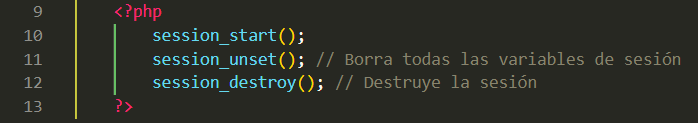 9 <?php
10 session_start();
11 session_unset(); // Borra todas las variables de sesión
12 session_destroy(); // Destruye la sesión
13 ?>